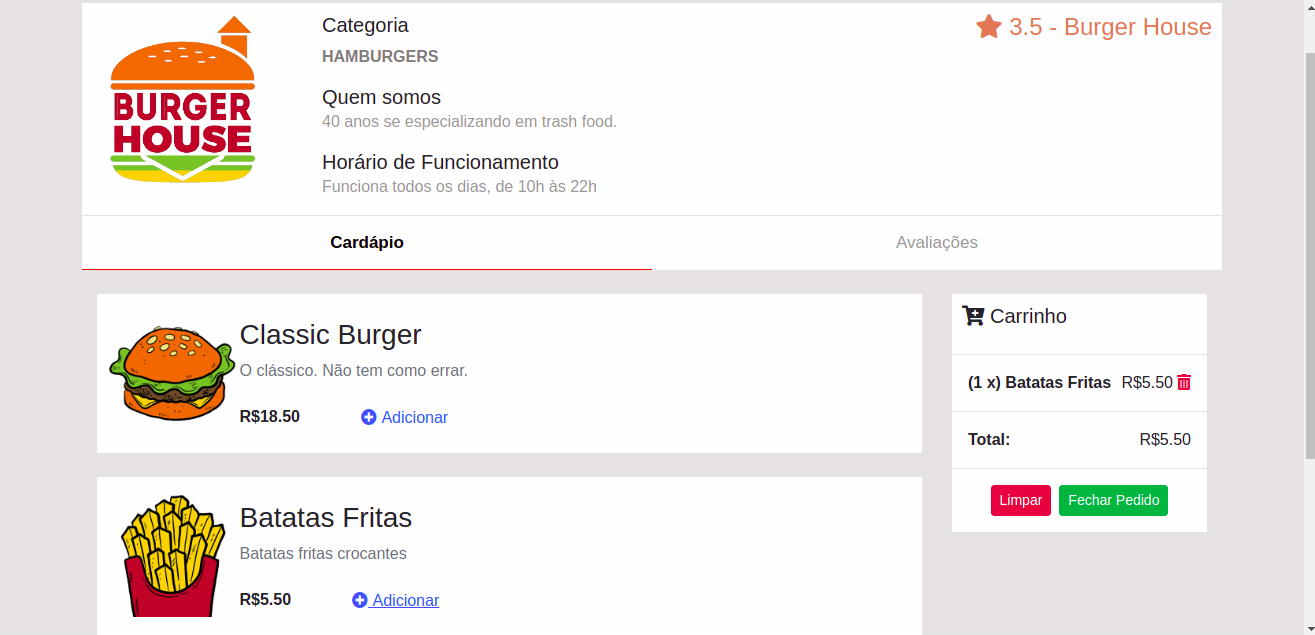 BURGER
HOUSE
Categoria
HAMBURGERS
Quem somos
40 anos se especializando em trash food.
Horário de Funcionamento
Funciona todos os dias, de 10h às 22h
3.5 - Burger House
Cardápio
Avaliações
Classic Burger
O clássico. Não tem como errar.
R$18.50
Adicionar
Batatas Fritas
Batatas fritas crocantes
R$5.50
Adicionar
Carrinho
(1 x) Batatas Fritas R$5.50
Total: R$5.50
Limpar
Fechar Pedido